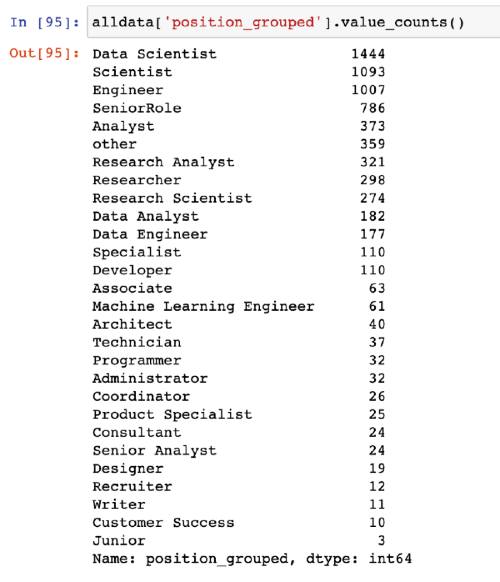 In [95]: alldata['position_grouped'].value_counts()
Out[95]: Data Scientist 1444
Scientist 1093
Engineer 1007
SeniorRole 786
Analyst 373
other 359
Research Analyst 321
Researcher 298
Research Scientist 274
Data Analyst 182
Data Engineer 177
Specialist 110
Developer 110
Associate 63
Machine Learning Engineer 61
Architect 40
Technician 37
Programmer 32
Administrator 32
Coordinator 26
Product Specialist 25
Consultant 24
Senior Analyst 24
Designer 19
Recruiter 12
Writer 11
Customer Success 10
Junior 3
Name: position_grouped, dtype: int64